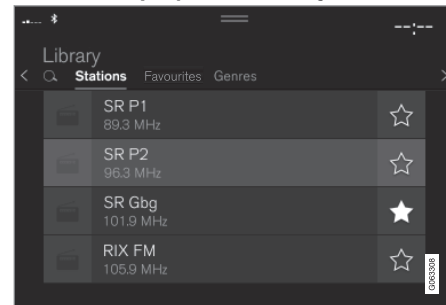 --:--
Library
Stations Favourites Genres
SR P1
89.3 MHz
SR P2
96.3 MHz
SR Gbg
101.9 MHz
RIX FM
105.9 MHz
G063308